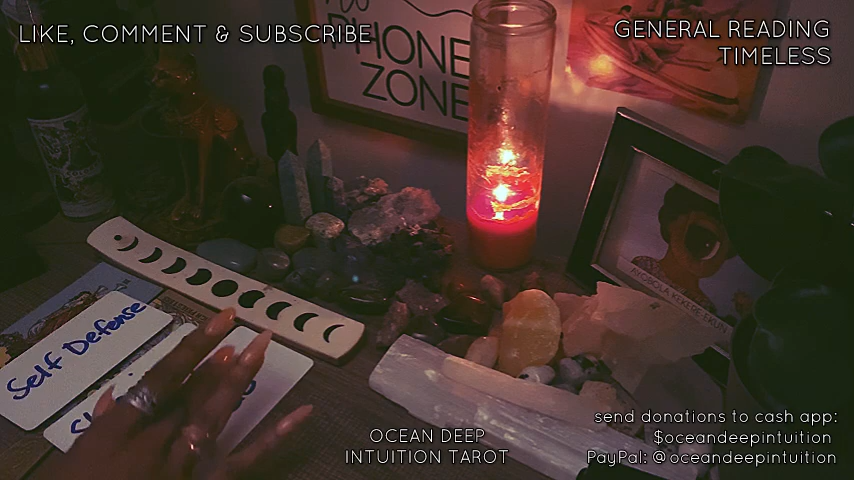 LIKE, COMMENT & SUBSCRIBE
GENERAL READING
TIMELESS
PHONE
ZONE
Self Defense
OCEAN DEEP
INTUITION TAROT
send donations to cash app:
$oceandeepintuition
PayPal: @oceandeepintuition